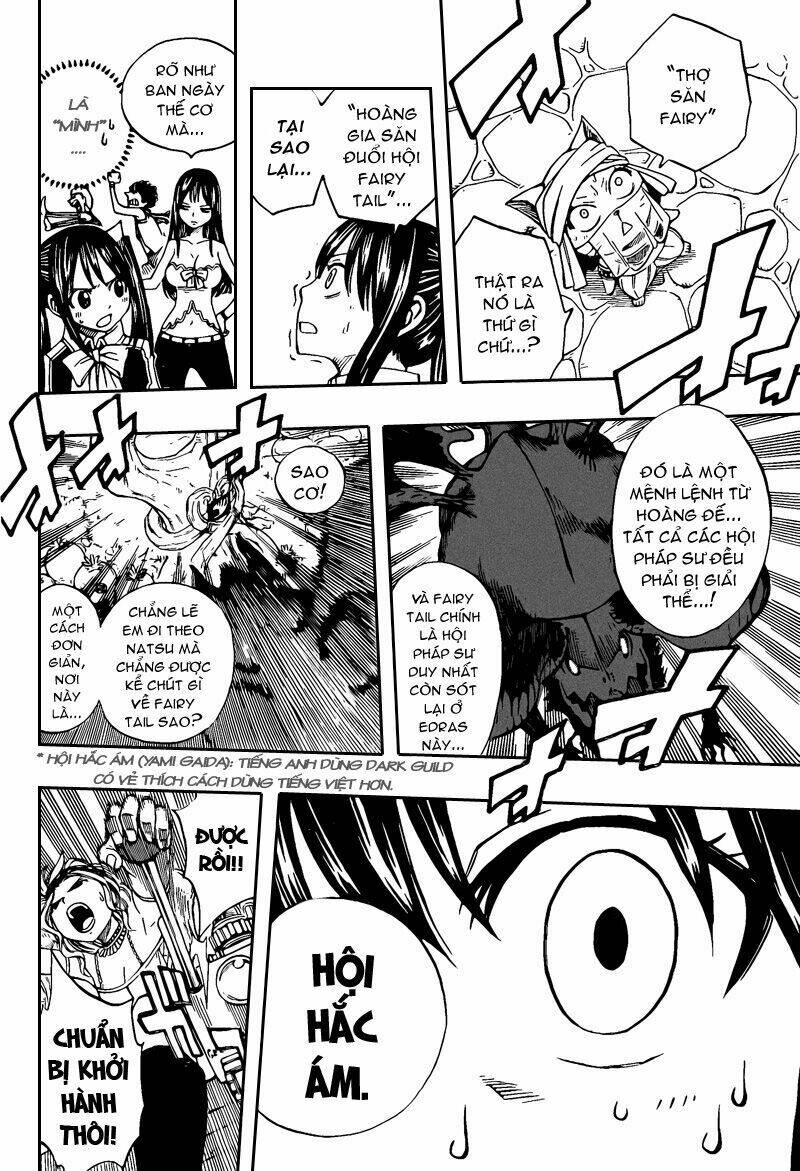 "THỢ
SĂN
FAIRY"
THẬT RA
NÓ LÀ
THỨ GÌ
CHỨ...?
"HOÀNG
GIA SĂN
ĐUỔI HỘI
FAIRY
TAIL"...
TẠI
SAO
LẠI...
RÕ NHƯ
BAN NGÀY
THẾ CƠ
MÀ...
LÀ
"MÌNH"
....
ĐÓ LÀ MỘT
MỆNH LỆNH TỪ
HOÀNG ĐẾ...
TẤT CẢ CÁC HỘI
PHÁP SƯ ĐỀU
PHẢI BỊ GIẢI
THỂ...!
VÀ FAIRY
TAIL CHÍNH
LÀ HỘI
PHÁP SƯ
DUY NHẤT
CÒN SÓT
LẠI Ở
EDRAS
NÀY...
SAO
CƠ!
CHẲNG LẼ
EM ĐI THEO
NATSU MÀ
CHẲNG ĐƯỢC
KỂ CHÚT GÌ
VỀ FAIRY
TAIL SAO?
MỘT
CÁCH
ĐƠN
GIẢN,
NƠI
NÀY
LÀ...
* HỘI HẮC ÁM (YAMI GAIDA): TIẾNG ANH DÙNG DARK GUILD
CÓ VẺ THÍCH CÁCH DÙNG TIẾNG VIỆT HƠN.
HỘI
HẮC
ÁM.
ĐƯỢC
RỒI!!
CHUẨN
BỊ KHỞI
HÀNH
THÔI!